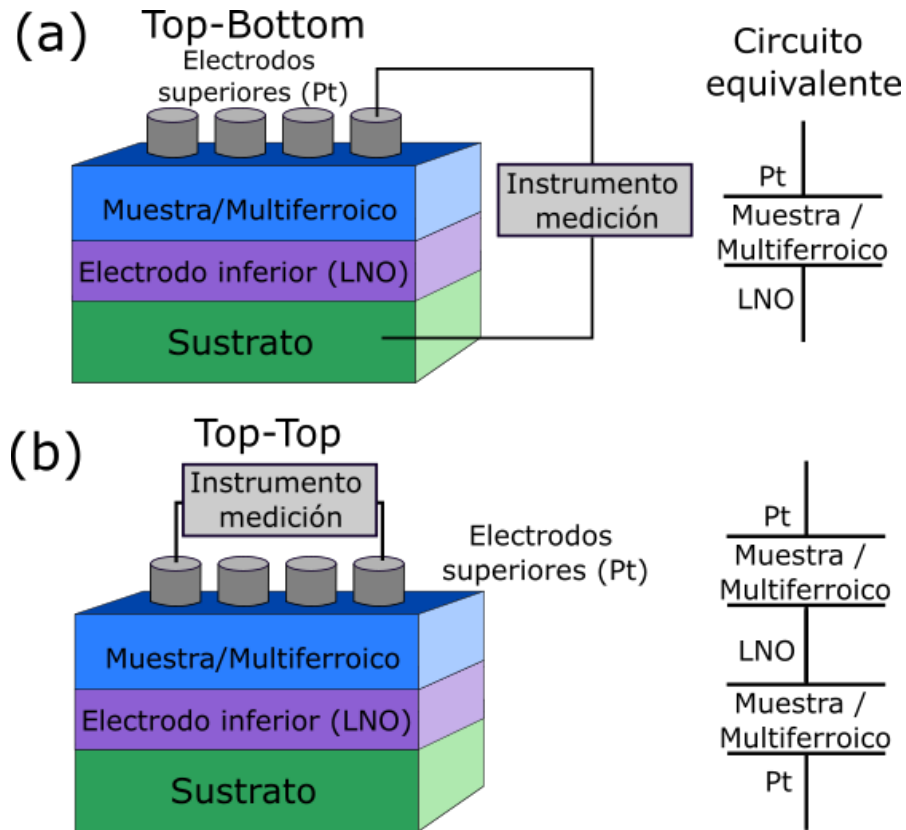 (a)
Top-Bottom
Electrodos
superiores (Pt)
Instrumento
medición
Muestra/Multiferroico
Electrodo inferior (LNO)
Sustrato
Circuito
equivalente
Pt
Muestra /
Multiferroico
LNO
(b)
Top-Top
Instrumento
medición
Electrodos
superiores (Pt)
Muestra/Multiferroico
Electrodo inferior (LNO)
Sustrato
Pt
Muestra /
Multiferroico
LNO
Muestra /
Multiferroico
Pt